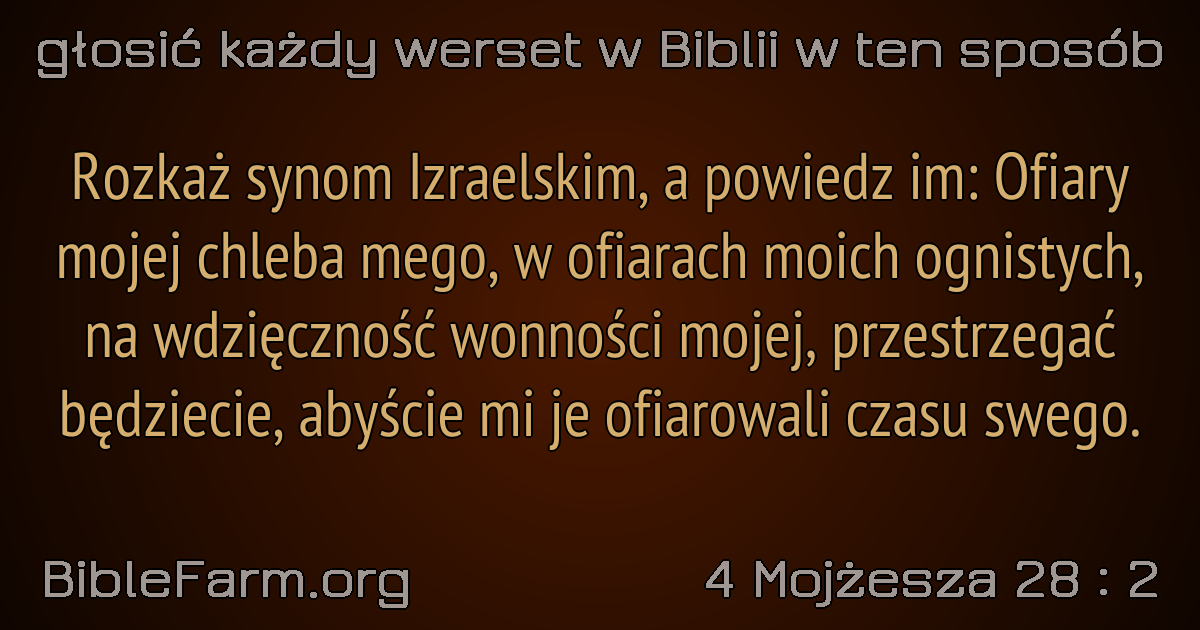 głosić każdy werset w Biblii w ten sposób
Rozkaż synom Izraelskim, a powiedz im: Ofiary
mojej chleba mego, w ofiarach moich ognistych,
na wdzięczność wonności mojej, przestrzegać
będziecie, abyście mi je ofiarowali czasu swego.
BibleFarm.org
4 Mojżesza 28 : 2